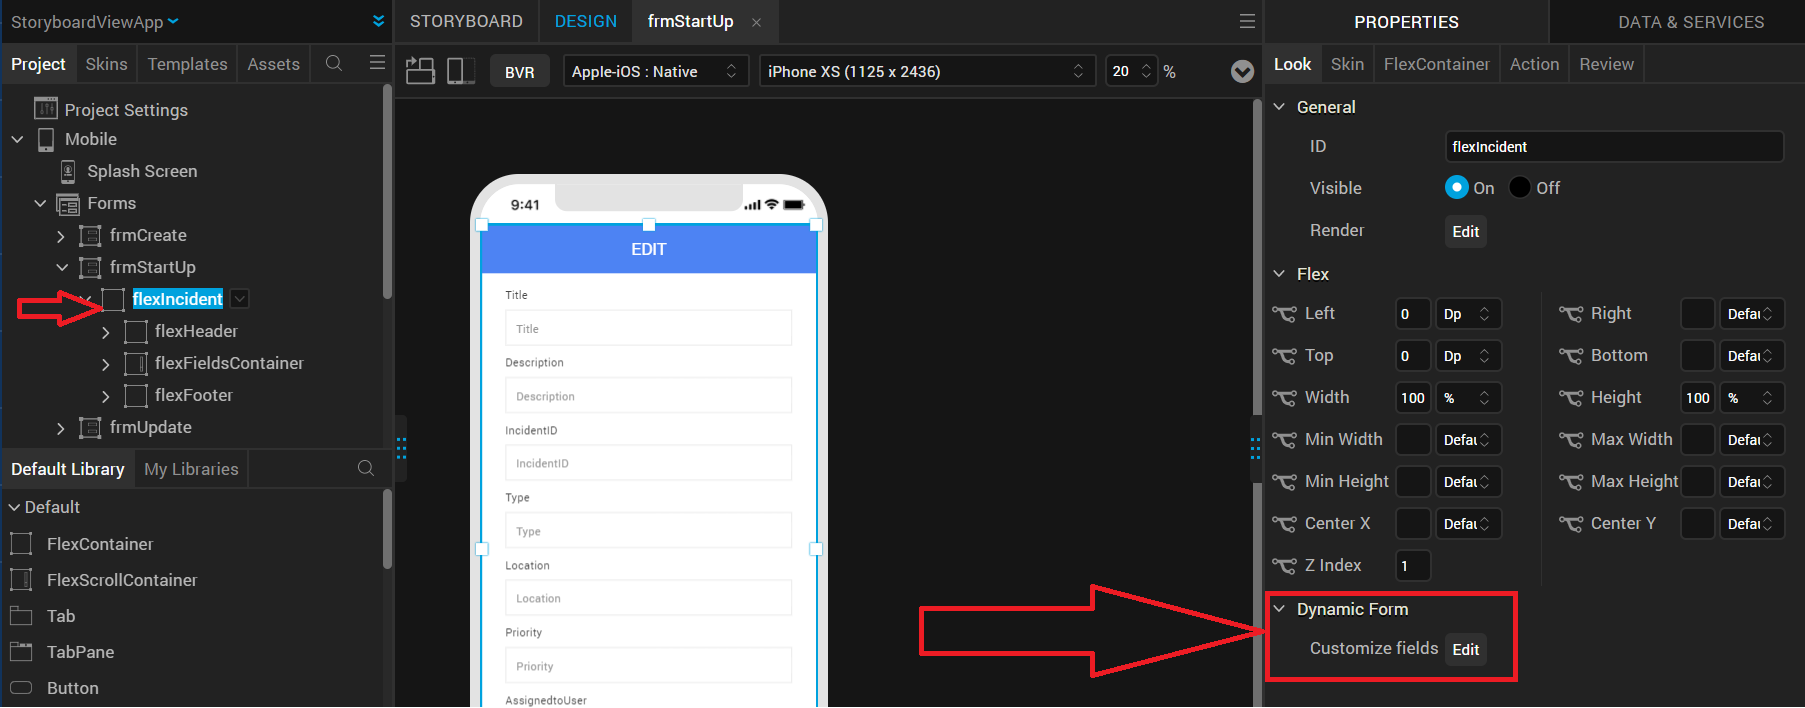 StoryboardViewApp
Project Skins Templates Assets
Project Settings
Mobile
Splash Screen
Forms
frmCreate
frmStartUp
flexIncident
flexHeader
flexFieldsContainer
flexFooter
frmUpdate
Default Library My Libraries
Default
FlexContainer
FlexScrollContainer
Tab
TabPane
Button
STORYBOARD DESIGN frmStartUp ×
BVR Apple-iOS : Native iPhone XS (1125 x 2436) 20 %
9:41
EDIT
Title
Title
Description
Description
IncidentID
IncidentID
Type
Type
Location
Location
Priority
Priority
AssignedtoUser
PROPERTIES DATA & SERVICES
Look Skin FlexContainer Action Review
General
ID flexIncident
Visible On Off
Render Edit
Flex
Left 0 Dp Right Defau
Top 0 Dp Bottom Defau
Width 100 % Height 100 %
Min Width Defau Max Width Defau
Min Height Defau Max Height Defau
Center X Defau Center Y Defau
Z Index 1
Dynamic Form
Customize fields Edit